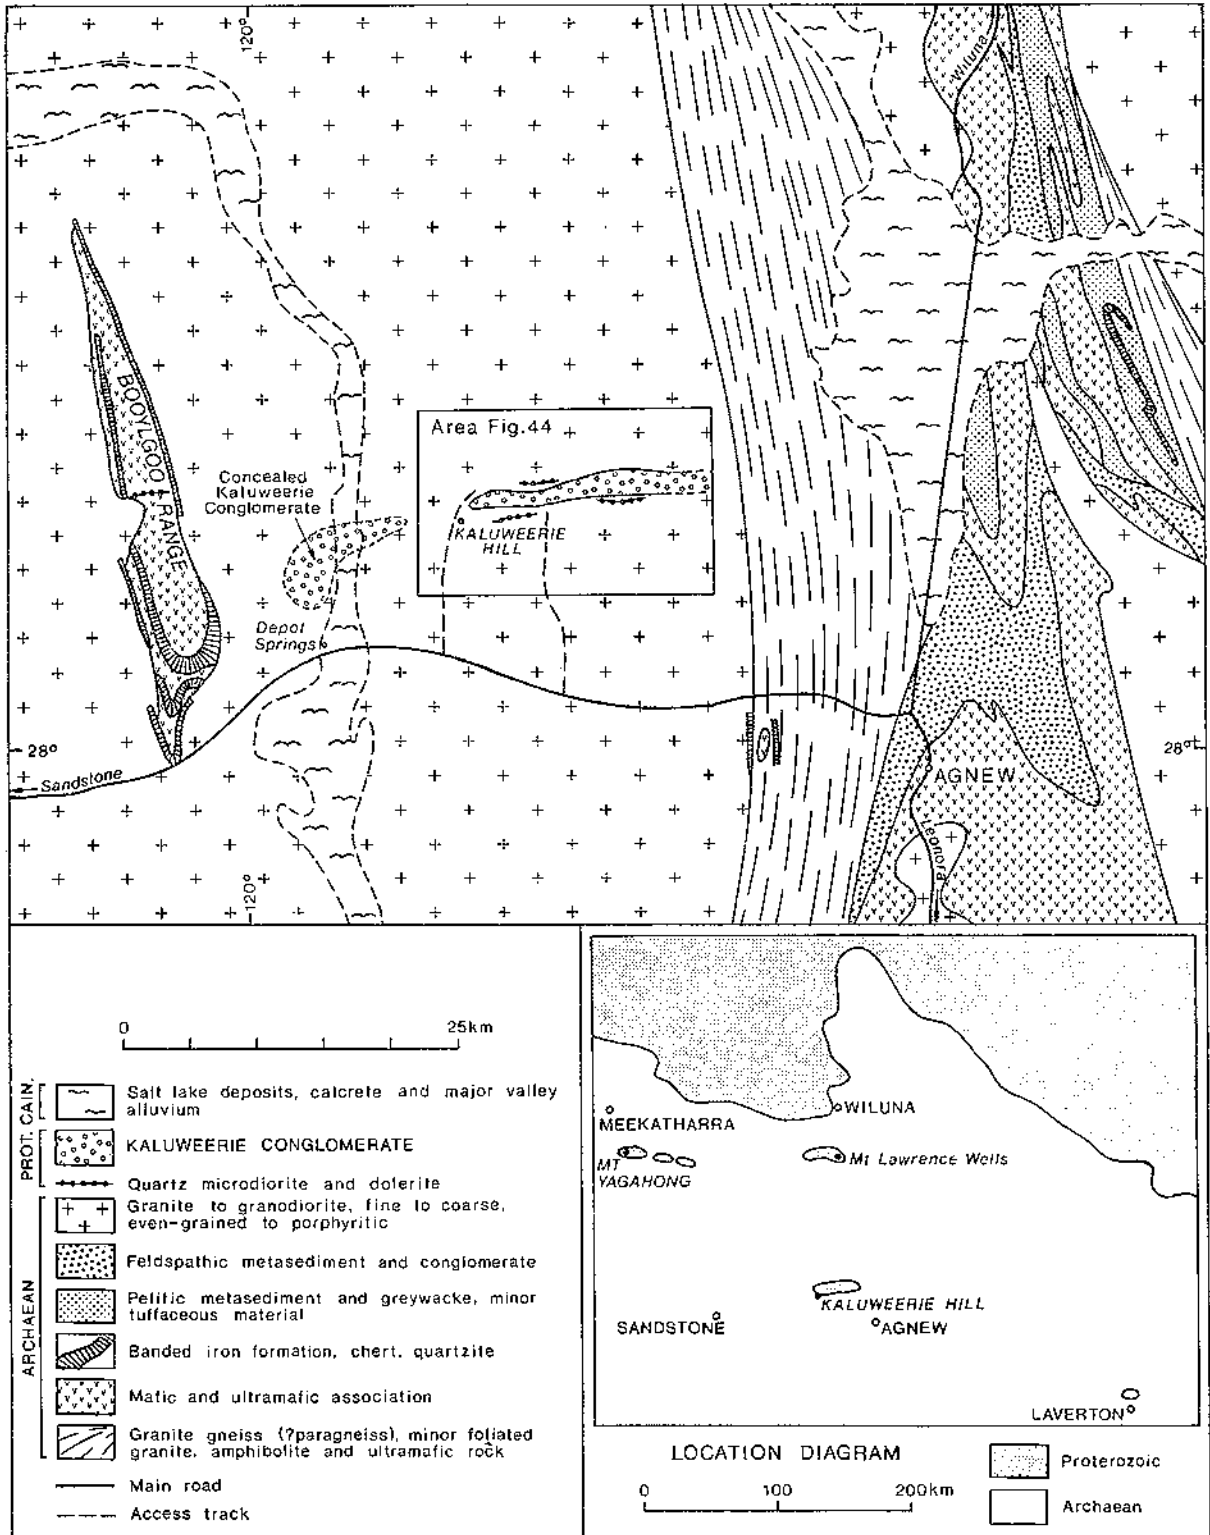 120°
Wiluna
Area Fig.44
BOOYLGOO RANGE
Concealed
Kaluweerie
Conglomerate
KALUWEERIE
HILL
Depot
Springs
28°
28°
Sandstone
AGNEW
Leonora
120°
0 25km
PROT. CAIN.
Salt lake deposits, calcrete and major valley
alluvium
KALUWEERIE CONGLOMERATE
Quartz microdiorite and dolerite
ARCHAEAN
Granite to granodiorite, fine to coarse,
even-grained to porphyritic
Feldspathic metasediment and conglomerate
Pelitic metasediment and greywacke, minor
tuffaceous material
Banded iron formation, chert, quartzite
Mafic and ultramafic association
Granite gneiss (?paragneiss), minor foliated
granite, amphibolite and ultramafic rock
Main road
Access track
MEEKATHARRA
WILUNA
MT
YAGAHONG
Mt Lawrence Wells
KALUWEERIE HILL
SANDSTONE
AGNEW
LAVERTON
LOCATION DIAGRAM
0 100 200km
Proterozoic
Archaean